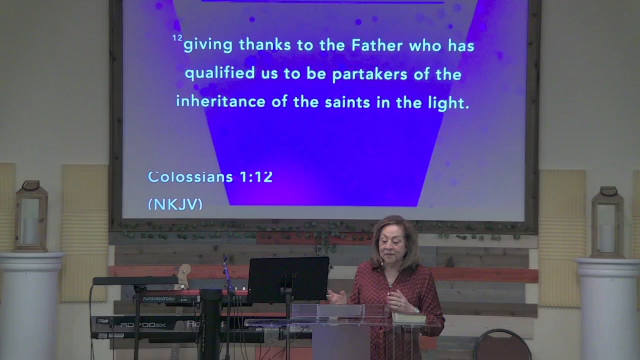 12giving thanks to the Father who has
qualified us to be partakers of the
inheritance of the saints in the light.
Colossians 1:12
(NKJV)